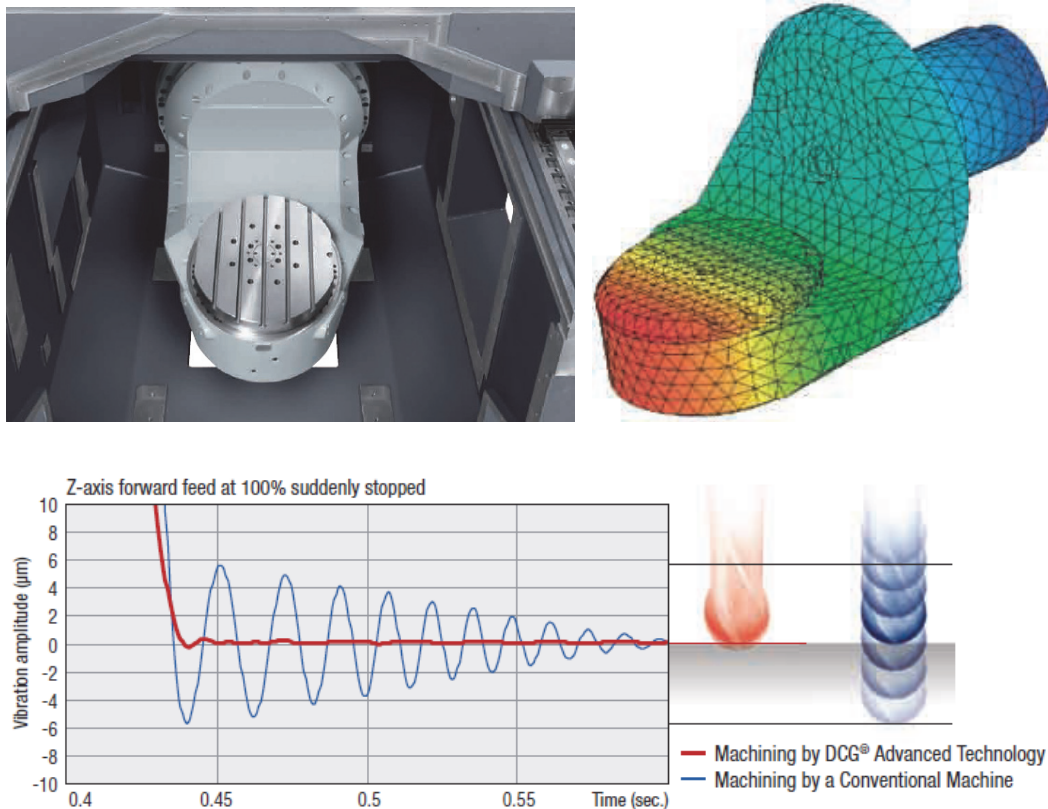 Z-axis forward feed at 100% suddenly stopped
10
8
6
4
2
0
-2
-4
-6
-8
-10
Vibration amplitude (μm)
0.4 0.45 0.5 0.55 Time (sec.)
Machining by DCG® Advanced Technology
Machining by a Conventional Machine